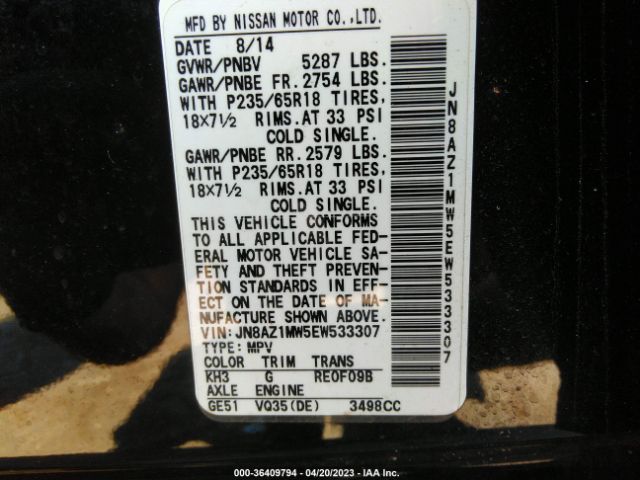 MFD BY NISSAN MOTOR CO.,LTD.
DATE 8/14
GVWR/PNBV 5287 LBS.
GAWR/PNBE FR. 2754 LBS.
WITH P235/65R18 TIRES,
18X7½ RIMS. AT 33 PSI
COLD SINGLE.
GAWR/PNBE RR. 2579 LBS.
WITH P235/65R18 TIRES,
18X7½ RIMS. AT 33 PSI
COLD SINGLE.
THIS VEHICLE CONFORMS
TO ALL APPLICABLE FED-
ERAL MOTOR VEHICLE SA-
FETY AND THEFT PREVEN-
TION STANDARDS IN EFF-
ECT ON THE DATE OF MA-
NUFACTURE SHOWN ABOVE.
VIN: JN8AZ1MW5EW533307
TYPE: MPV
COLOR TRIM TRANS
KH3 G RE0F09B
AXLE ENGINE
GE51 VQ35(DE) 3498CC
JN8AZ1MW5EW533307
000-36409794 - 04/20/2023 - IAA Inc.